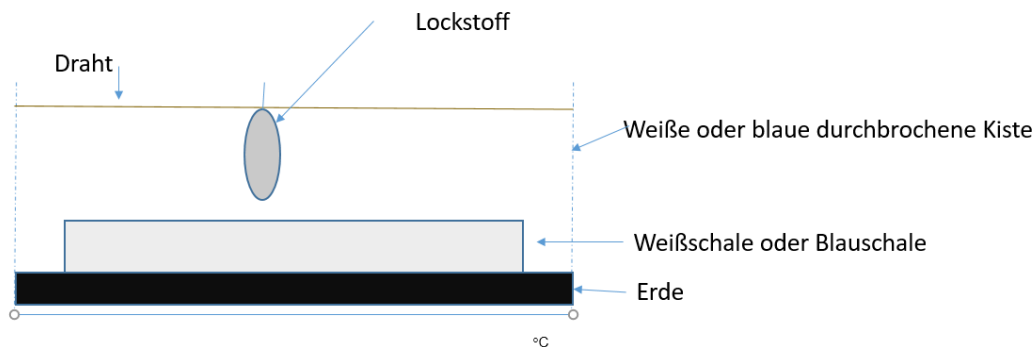 Lockstoff
Draht
Weiße oder blaue durchbrochene Kiste
Weißschale oder Blauschale
Erde
°C